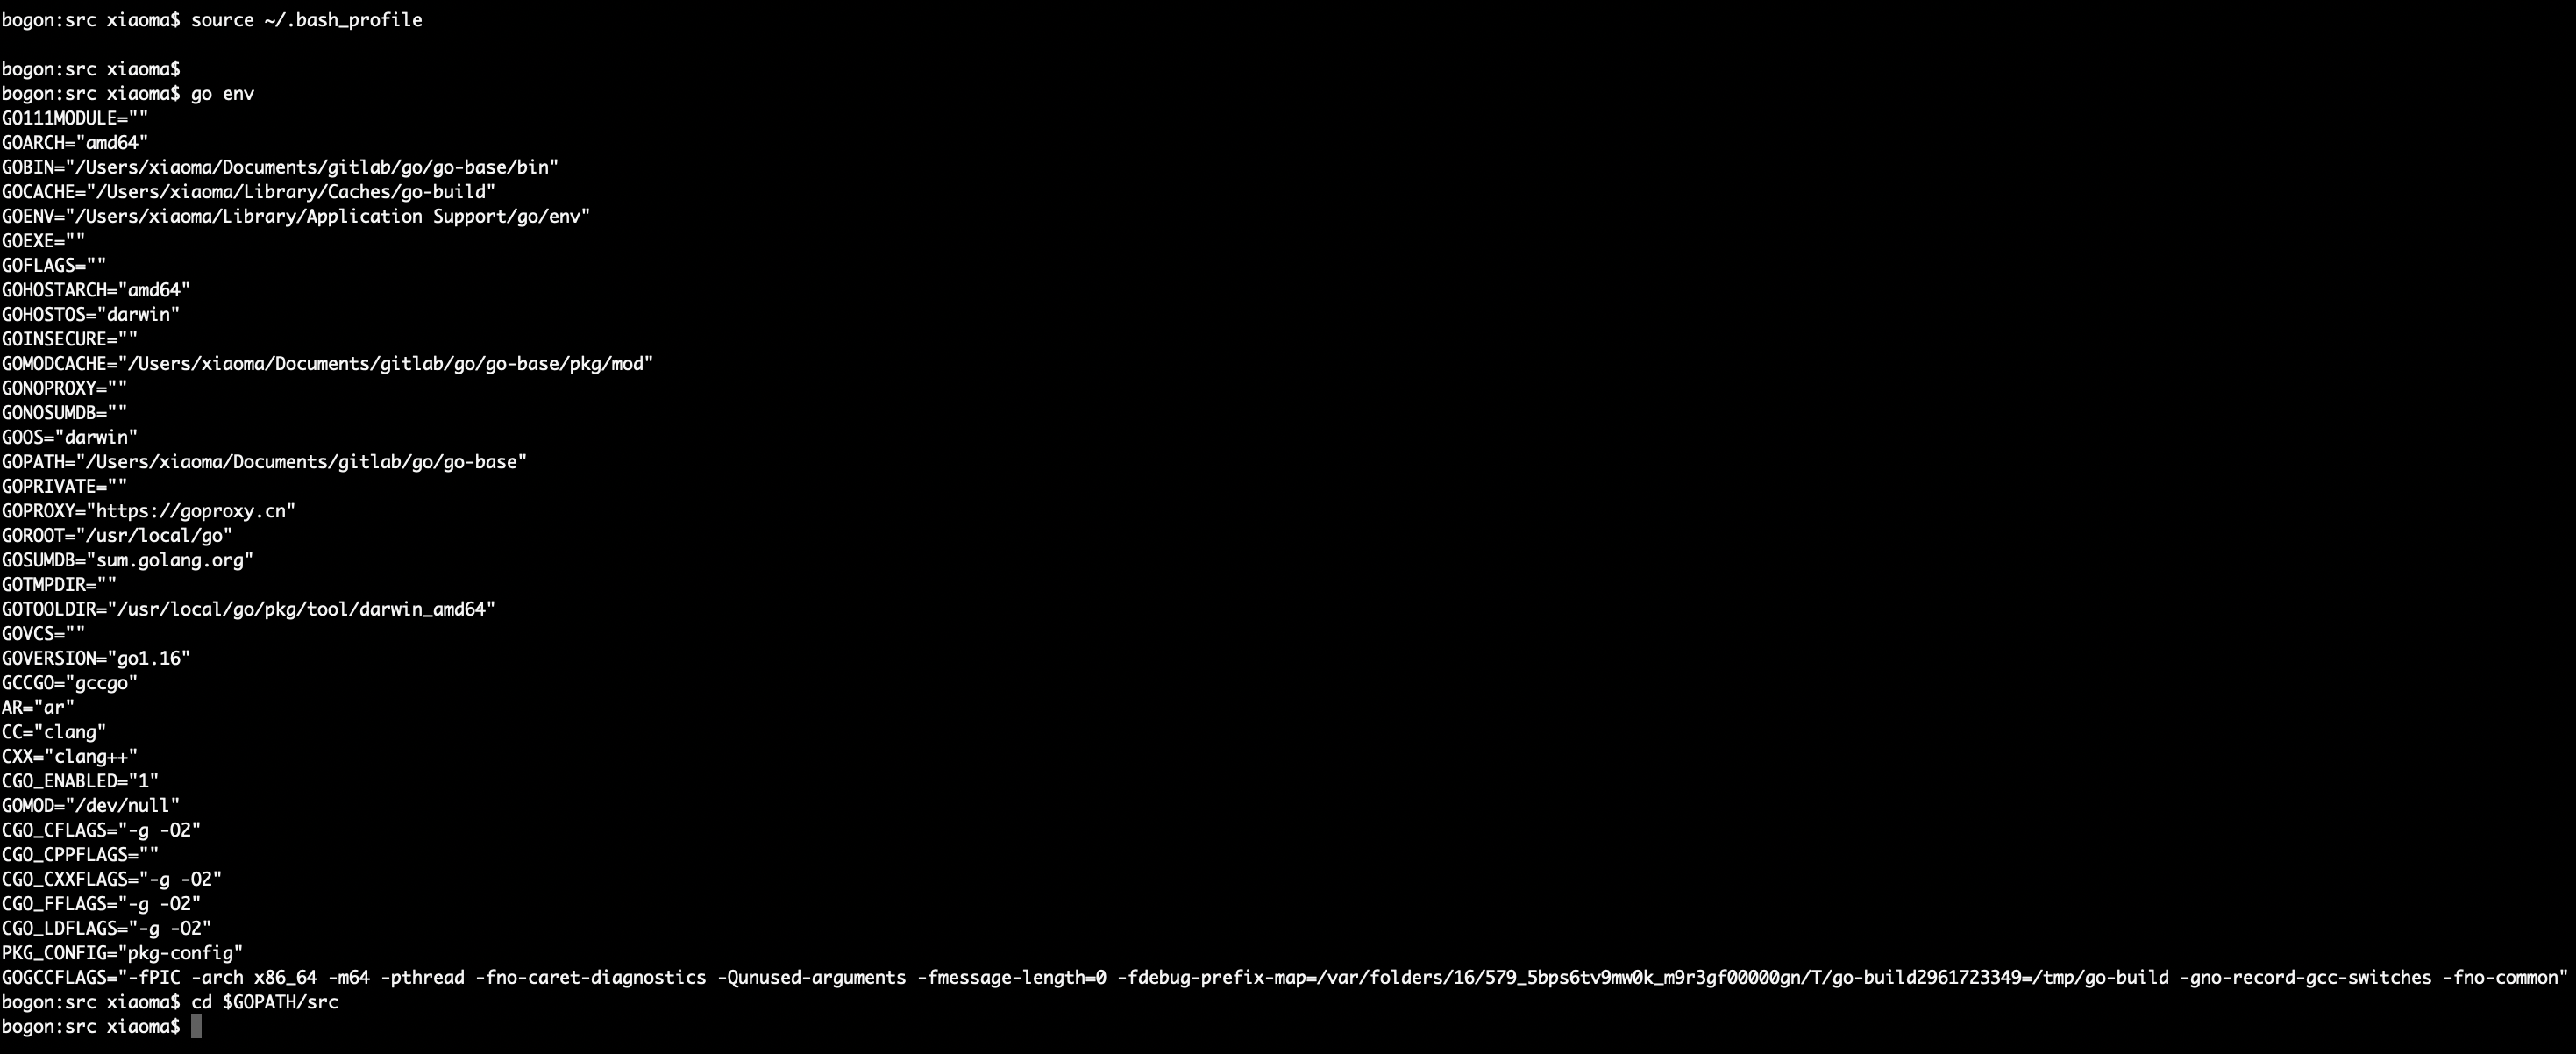 bogon:src xiaoma$ source ~/.bash_profile
bogon:src xiaoma$
bogon:src xiaoma$ go env
GO111MODULE=""
GOARCH="amd64"
GOBIN="/Users/xiaoma/Documents/gitlab/go/go-base/bin"
GOCACHE="/Users/xiaoma/Library/Caches/go-build"
GOENV="/Users/xiaoma/Library/Application Support/go/env"
GOEXE=""
GOFLAGS=""
GOHOSTARCH="amd64"
GOHOSTOS="darwin"
GOINSECURE=""
GOMODCACHE="/Users/xiaoma/Documents/gitlab/go/go-base/pkg/mod"
GONOPROXY=""
GONOSUMDB=""
GOOS="darwin"
GOPATH="/Users/xiaoma/Documents/gitlab/go/go-base"
GOPRIVATE=""
GOPROXY="https://goproxy.cn"
GOROOT="/usr/local/go"
GOSUMDB="sum.golang.org"
GOTMPDIR=""
GOTOOLDIR="/usr/local/go/pkg/tool/darwin_amd64"
GOVCS=""
GOVERSION="go1.16"
GCCGO="gccgo"
AR="ar"
CC="clang"
CXX="clang++"
CGO_ENABLED="1"
GOMOD="/dev/null"
CGO_CFLAGS="-g -O2"
CGO_CPPFLAGS=""
CGO_CXXFLAGS="-g -O2"
CGO_FFLAGS="-g -O2"
CGO_LDFLAGS="-g -O2"
PKG_CONFIG="pkg-config"
GOGCCFLAGS="-fPIC -arch x86_64 -m64 -pthread -fno-caret-diagnostics -Qunused-arguments -fmessage-length=0 -fdebug-prefix-map=/var/folders/16/579_5bps6tv9mw0k_m9r3gf00000gn/T/go-build2961723349=/tmp/go-build -gno-record-gcc-switches -fno-common"
bogon:src xiaoma$ cd $GOPATH/src
bogon:src xiaoma$